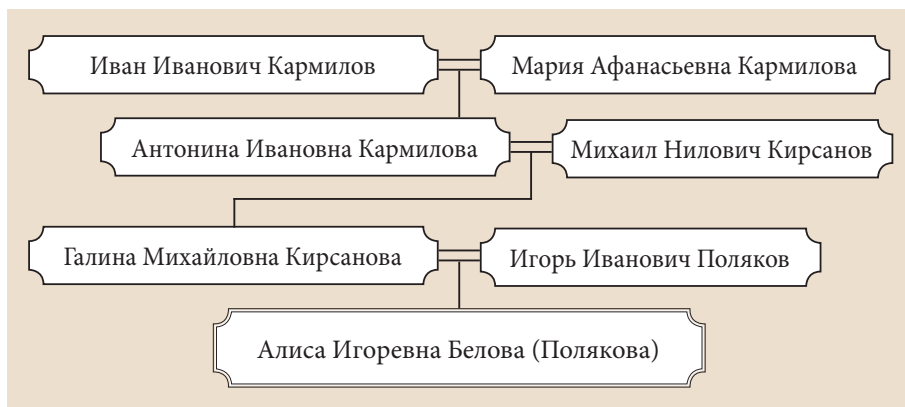 Иван Иванович Кармилов
Мария Афанасьевна Кармилова
Антонина Ивановна Кармилова
Михаил Нилович Кирсанов
Галина Михайловна Кирсанова
Игорь Иванович Поляков
Алиса Игоревна Белова (Полякова)